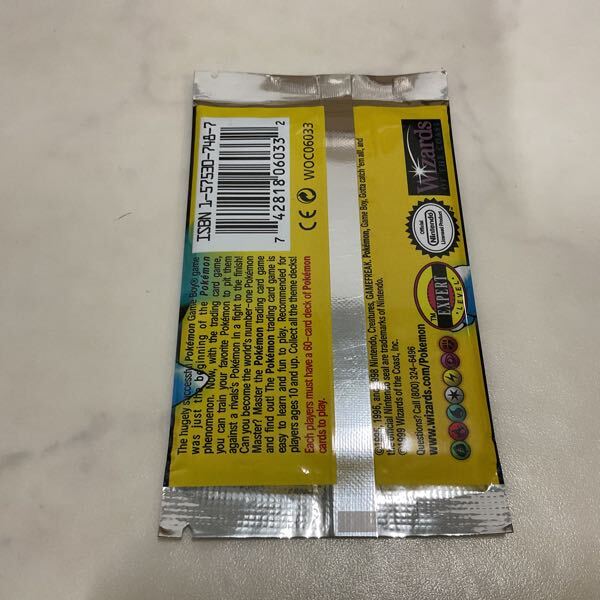 ISBN 1-57530-748-7
7 42818 06033 2
CE WOC06033
The hugely successful Pokémon Game Boy® game
was just the beginning of the Pokémon
phenomenon. Now, with the trading card game,
you can train your favorite Pokémon to pit them
against a rivals's Pokémon in a fight to the finish!
Can you become the world's number-one Pokémon
Master? Master the Pokémon trading card game
and find out! The Pokémon trading card game is
easy to learn and fun to play. Recommended for
players ages 10 and up. Collect all the theme decks!
Each players must have a 60-card deck of Pokémon
cards to play.
Wizards
OF THE COAST
Official
Nintendo
Licensed Product
TM
EXPERT
LEVEL
©1995, 1996, and 1998 Nintendo, Creatures, GAMEFREAK. Pokémon, Game Boy, Gotta catch 'em all, and
the official Nintendo seal are trademarks of Nintendo.
©1999 Wizards of the Coast, Inc.
Questions? Call (800) 324-6496
www.wizards.com/Pokemon